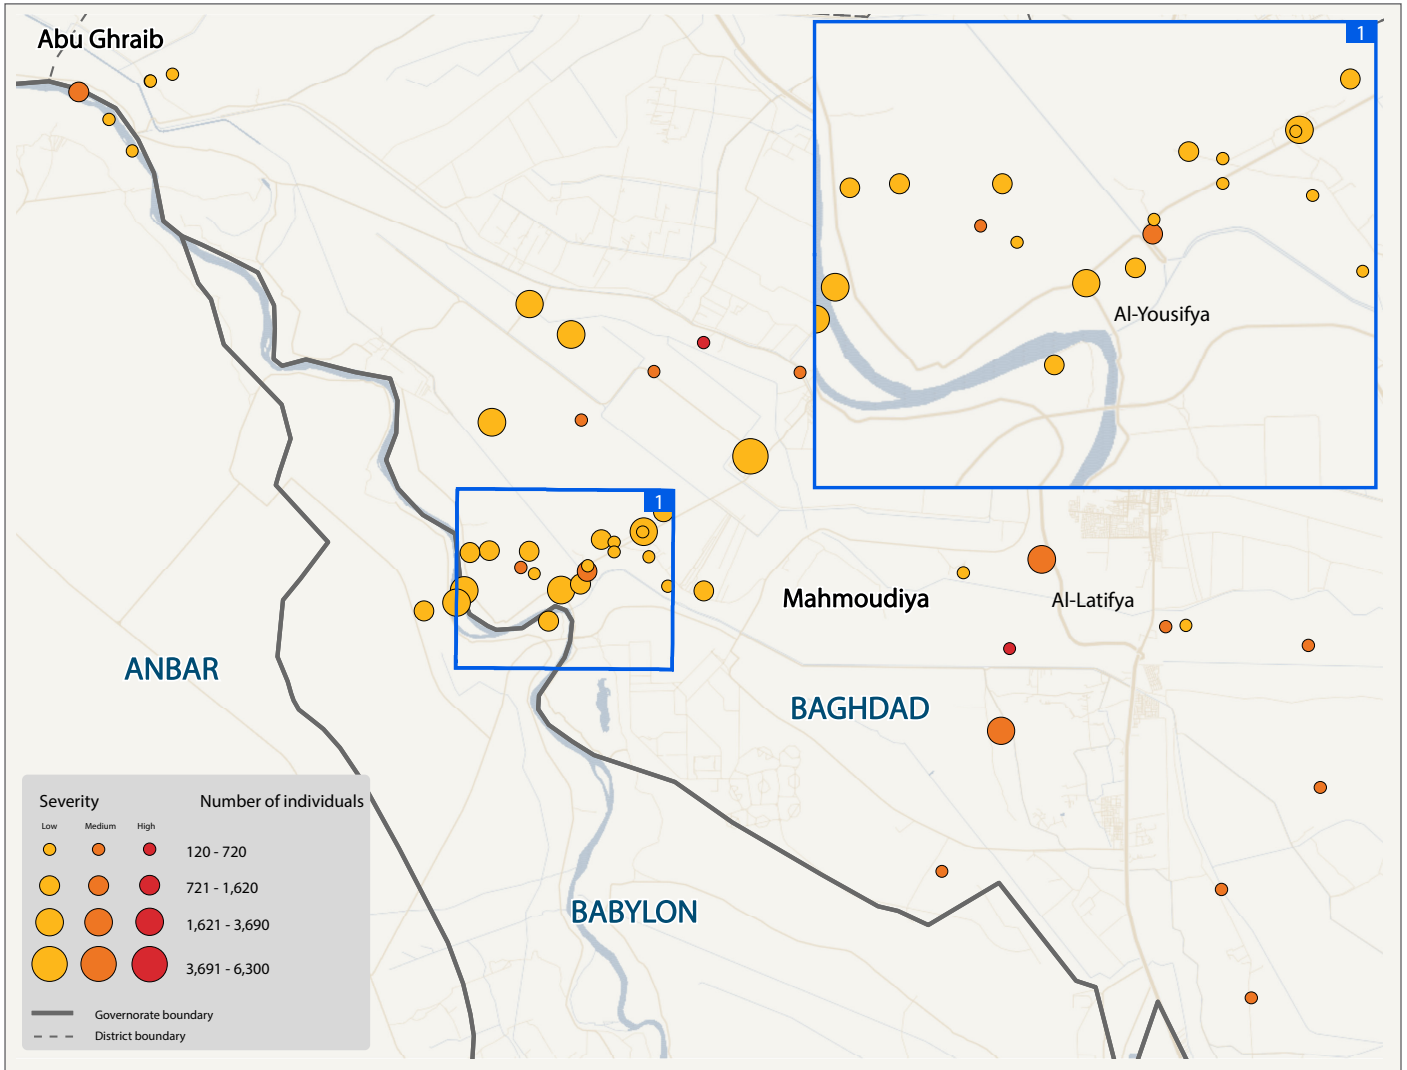 Abu Ghraib
1
Al-Yousifya
1
Mahmoudiya
Al-Latifya
ANBAR
BAGHDAD
BABYLON
Severity Number of individuals
Low Medium High
120 - 720
721 - 1,620
1,621 - 3,690
3,691 - 6,300
Governorate boundary
District boundary